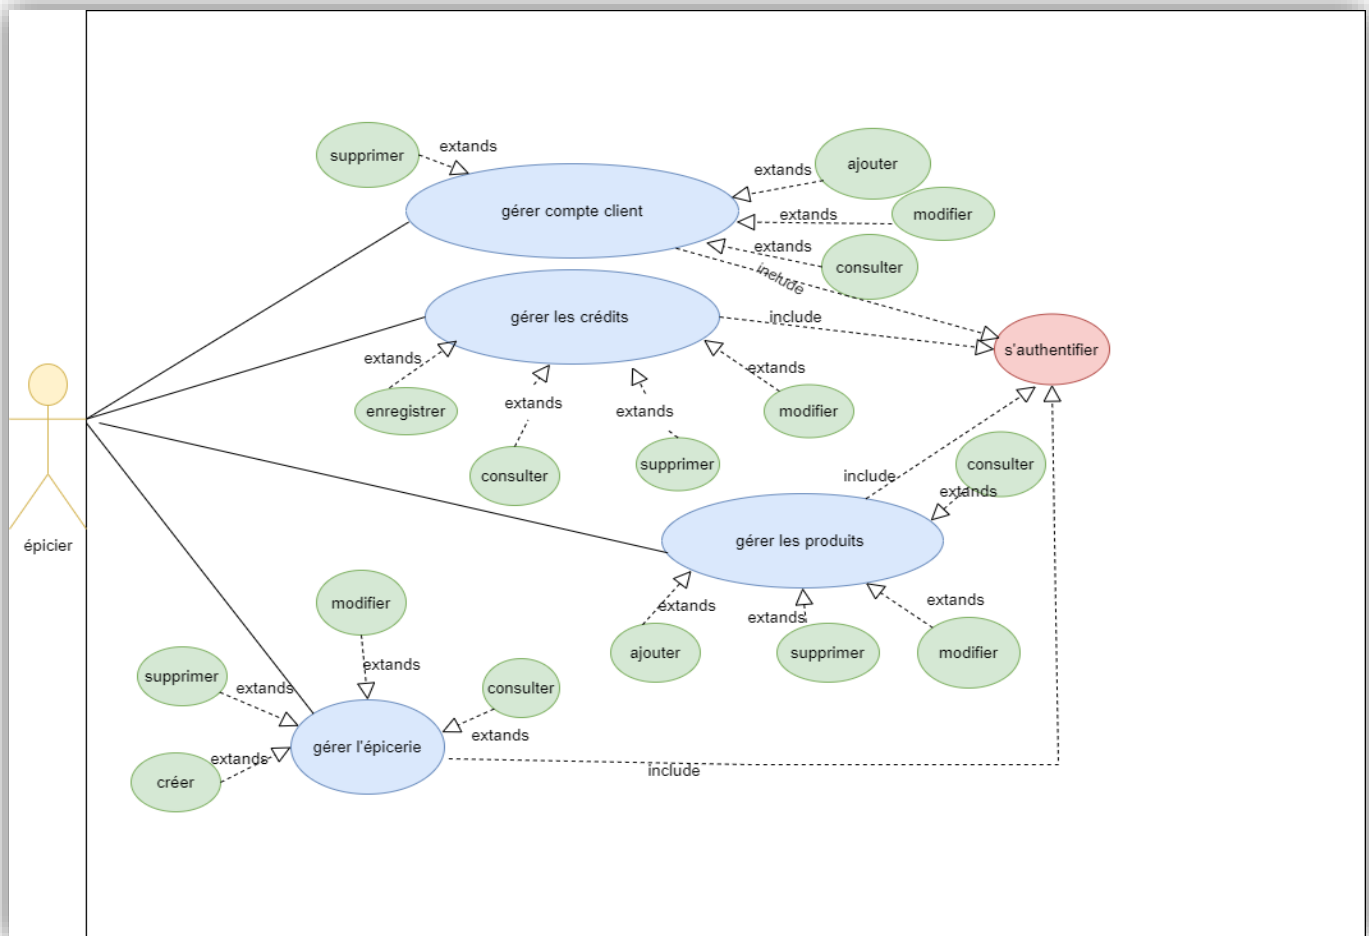 supprimer
extands
extands
ajouter
gérer compte client
extands
modifier
extands
consulter
include
gérer les crédits
include
s'authentifier
extands
extands
enregistrer
extands
extands
modifier
consulter
supprimer
include
consulter
extands
gérer les produits
épicier
modifier
extands
extands
extands
ajouter
supprimer
modifier
extands
supprimer
extands
consulter
extands
gérer l'épicerie
extands
créer
include